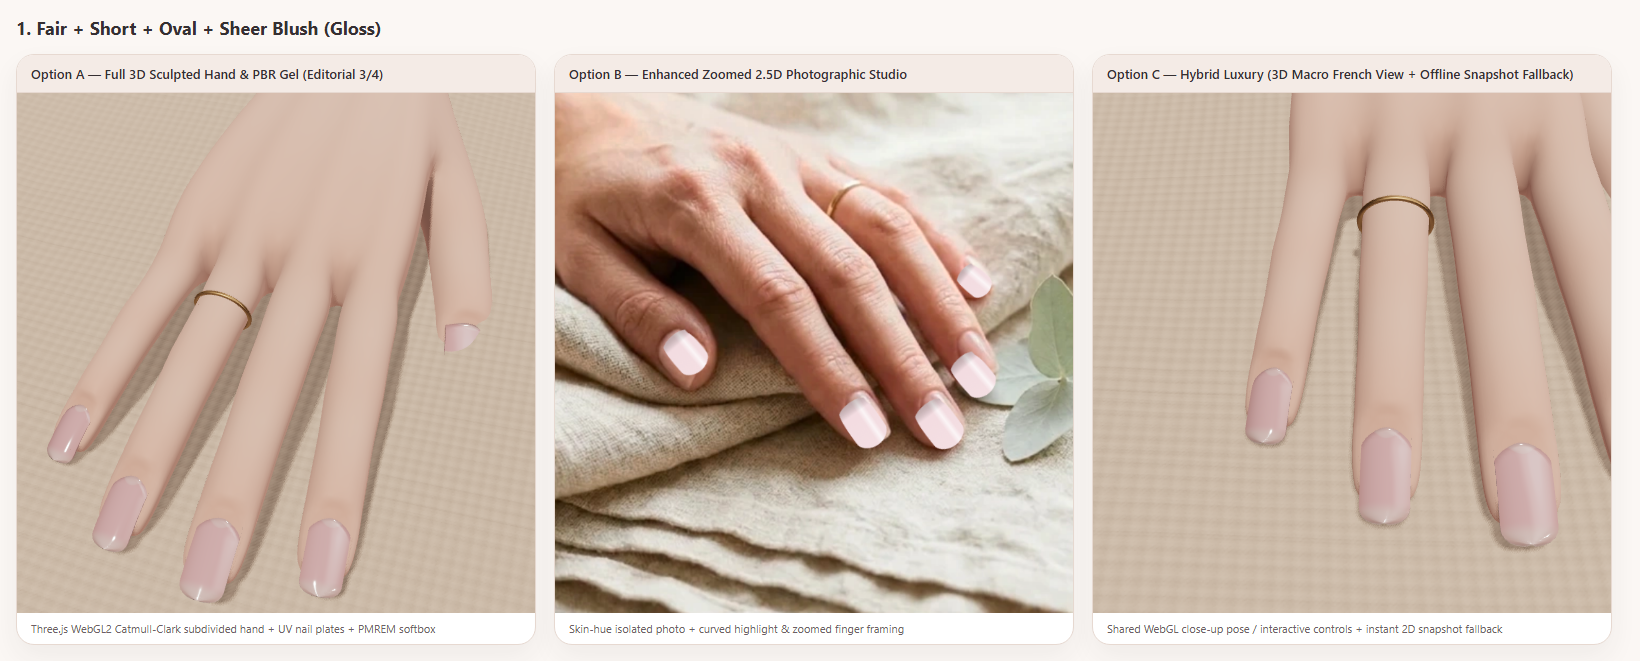 1. Fair + Short + Oval + Sheer Blush (Gloss)
Option A — Full 3D Sculpted Hand & PBR Gel (Editorial 3/4)
Option B — Enhanced Zoomed 2.5D Photographic Studio
Option C — Hybrid Luxury (3D Macro French View + Offline Snapshot Fallback)
Three.js WebGL2 Catmull-Clark subdivided hand + UV nail plates + PMREM softbox
Skin-hue isolated photo + curved highlight & zoomed finger framing
Shared WebGL close-up pose / interactive controls + instant 2D snapshot fallback